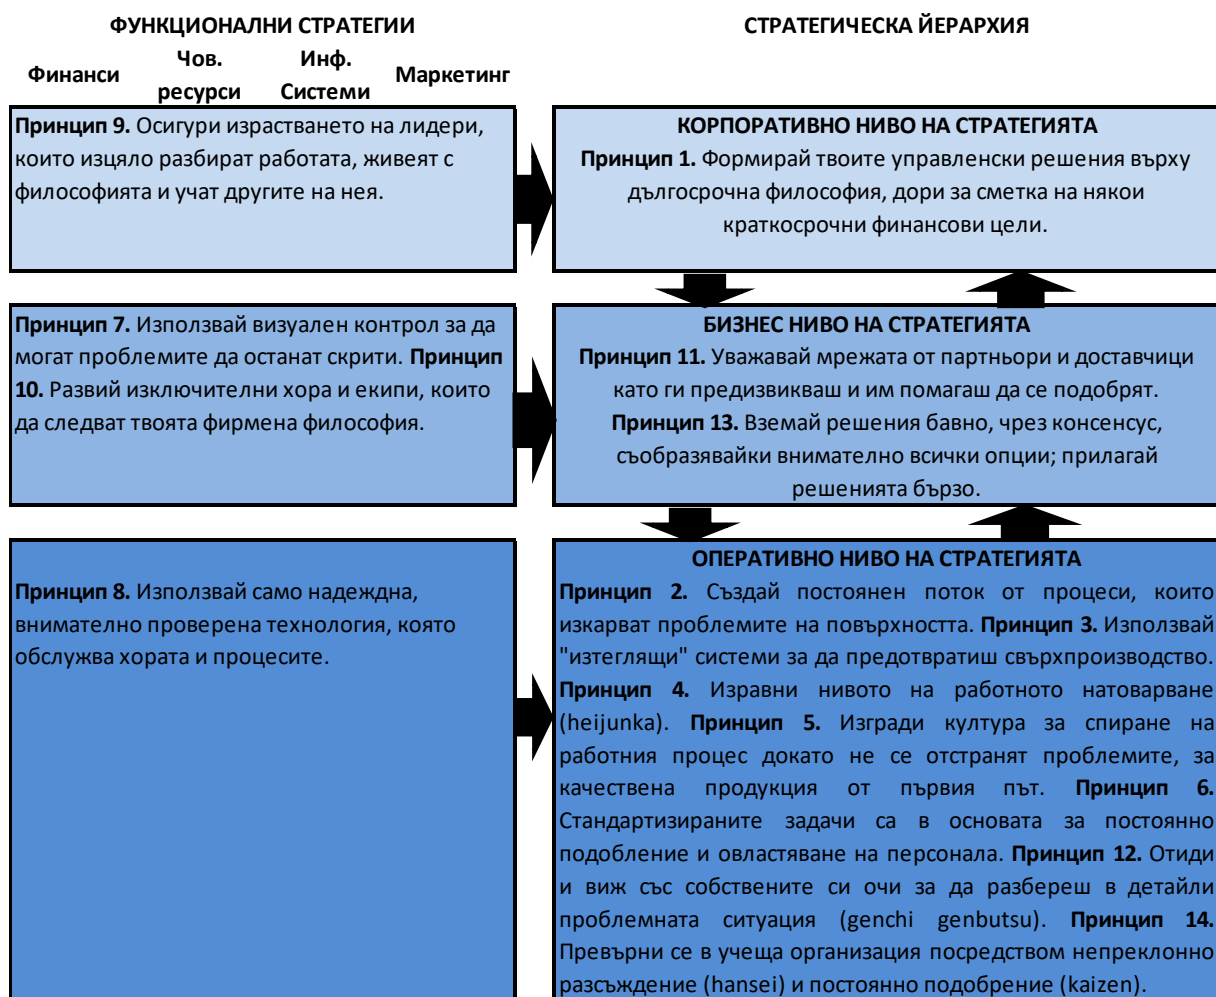 ФУНКЦИОНАЛНИ СТРАТЕГИИ
СТРАТЕГИЧЕСКА ЙЕРАРХИЯ
Финанси
Чов.
ресурси
Инф.
Системи
Маркетинг
Принцип 9. Осигури израстването на лидери,
които изцяло разбират работата, живеят с
философията и учат другите на нея.
КОРПОРАТИВНО НИВО НА СТРАТЕГИЯТА
Принцип 1. Формирай твоите управленски решения върху
дългосрочна философия, дори за сметка на някои
краткосрочни финансови цели.
Принцип 7. Използвай визуален контрол за да
могат проблемите да останат скрити. Принцип
10. Развий изключителни хора и екипи, които
да следват твоята фирмена философия.
БИЗНЕС НИВО НА СТРАТЕГИЯТА
Принцип 11. Уважавай мрежата от партньори и доставчици
като ги предизвикваш и им помагаш да се подобрят.
Принцип 13. Вземай решения бавно, чрез консенсус,
съобразявайки внимателно всички опции; прилагай
решенията бързо.
Принцип 8. Използвай само надеждна,
внимателно проверена технология, която
обслужва хората и процесите.
ОПЕРАТИВНО НИВО НА СТРАТЕГИЯТА
Принцип 2. Създай постоянен поток от процеси, които
изкарват проблемите на повърхността. Принцип 3. Използвай
"изтеглящи" системи за да предотвратиш свърхпроизводство.
Принцип 4. Изравни нивото на работното натоварване
(heijunka). Принцип 5. Изгради култура за спиране на
работния процес докато не се отстранят проблемите, за
качествена продукция от първия път. Принцип 6.
Стандартизираните задачи са в основата за постоянно
подобление и овластяване на персонала. Принцип 12. Отиди
и виж със собствените си очи за да разбереш в детайли
проблемната ситуация (genchi genbutsu). Принцип 14.
Превърни се в учеща организация посредством непреклонно
разсъждение (hansei) и постоянно подобрение (kaizen).